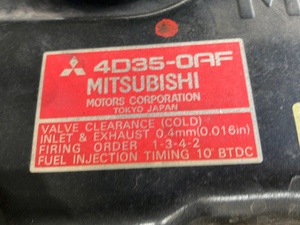 4D35-0AF
MITSUBISHI
MOTORS CORPORATION
TOKYO JAPAN
VALVE CLEARANCE (COLD)
INLET & EXHAUST 0.4mm(0.016in)
FIRING ORDER 1-3-4-2
FUEL INJECTION TIMING 10° BTDC